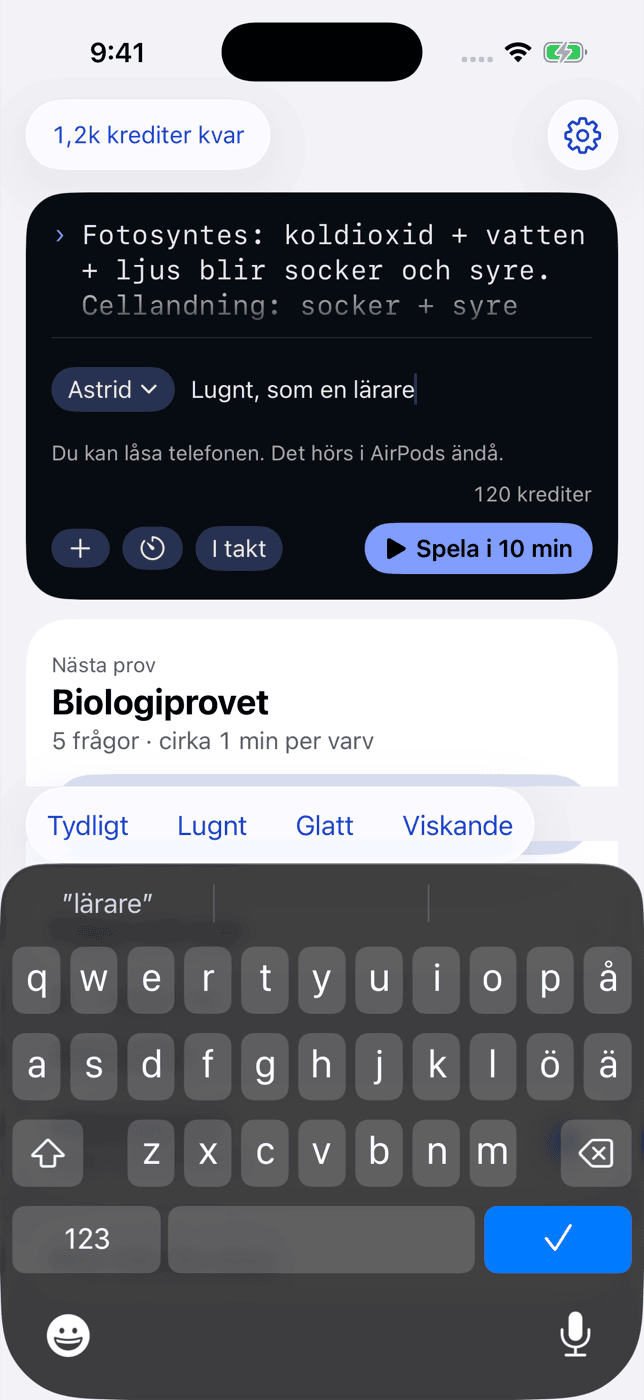 9:41
1,2k krediter kvar
› Fotosyntes: koldioxid + vatten
+ ljus blir socker och syre.
Cellandning: socker + syre
Astrid
Lugnt, som en lärare
Du kan låsa telefonen. Det hörs i AirPods ändå.
120 krediter
I takt
Spela i 10 min
Nästa prov
Biologiprovet
5 frågor · cirka 1 min per varv
Tydligt Lugnt Glatt Viskande
"lärare"
q w e r t y u i o p å
a s d f g h j k l ö ä
z x c v b n m
123